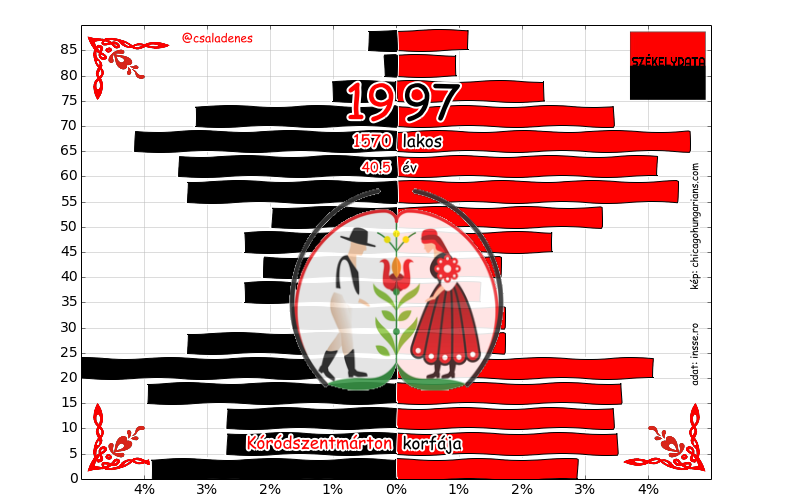 @csaladenes
SZÉKELYDATA
1997
1570 lakos
40.5 év
kép: chicagohungarians.com
adat: insse.ro
Kóródszentmárton korfája
85
80
75
70
65
60
55
50
45
40
35
30
25
20
15
10
5
0
4% 3% 2% 1% 0% 1% 2% 3% 4%